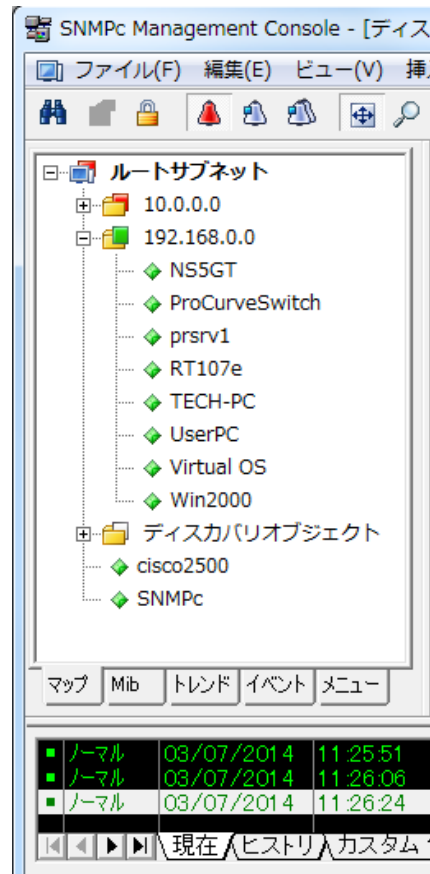 SNMPc Management Console - [ディス
ファイル(F) 編集(E) ビュー(V) 挿
ルートサブネット
10.0.0.0
192.168.0.0
NS5GT
ProCurveSwitch
prsrv1
RT107e
TECH-PC
UserPC
Virtual OS
Win2000
ディスカバリオブジェクト
cisco2500
SNMPc
マップ Mib トレンド イベント メニュー
ノーマル 03/07/2014 11:25:51
ノーマル 03/07/2014 11:26:06
ノーマル 03/07/2014 11:26:24
現在 ヒストリ カスタム